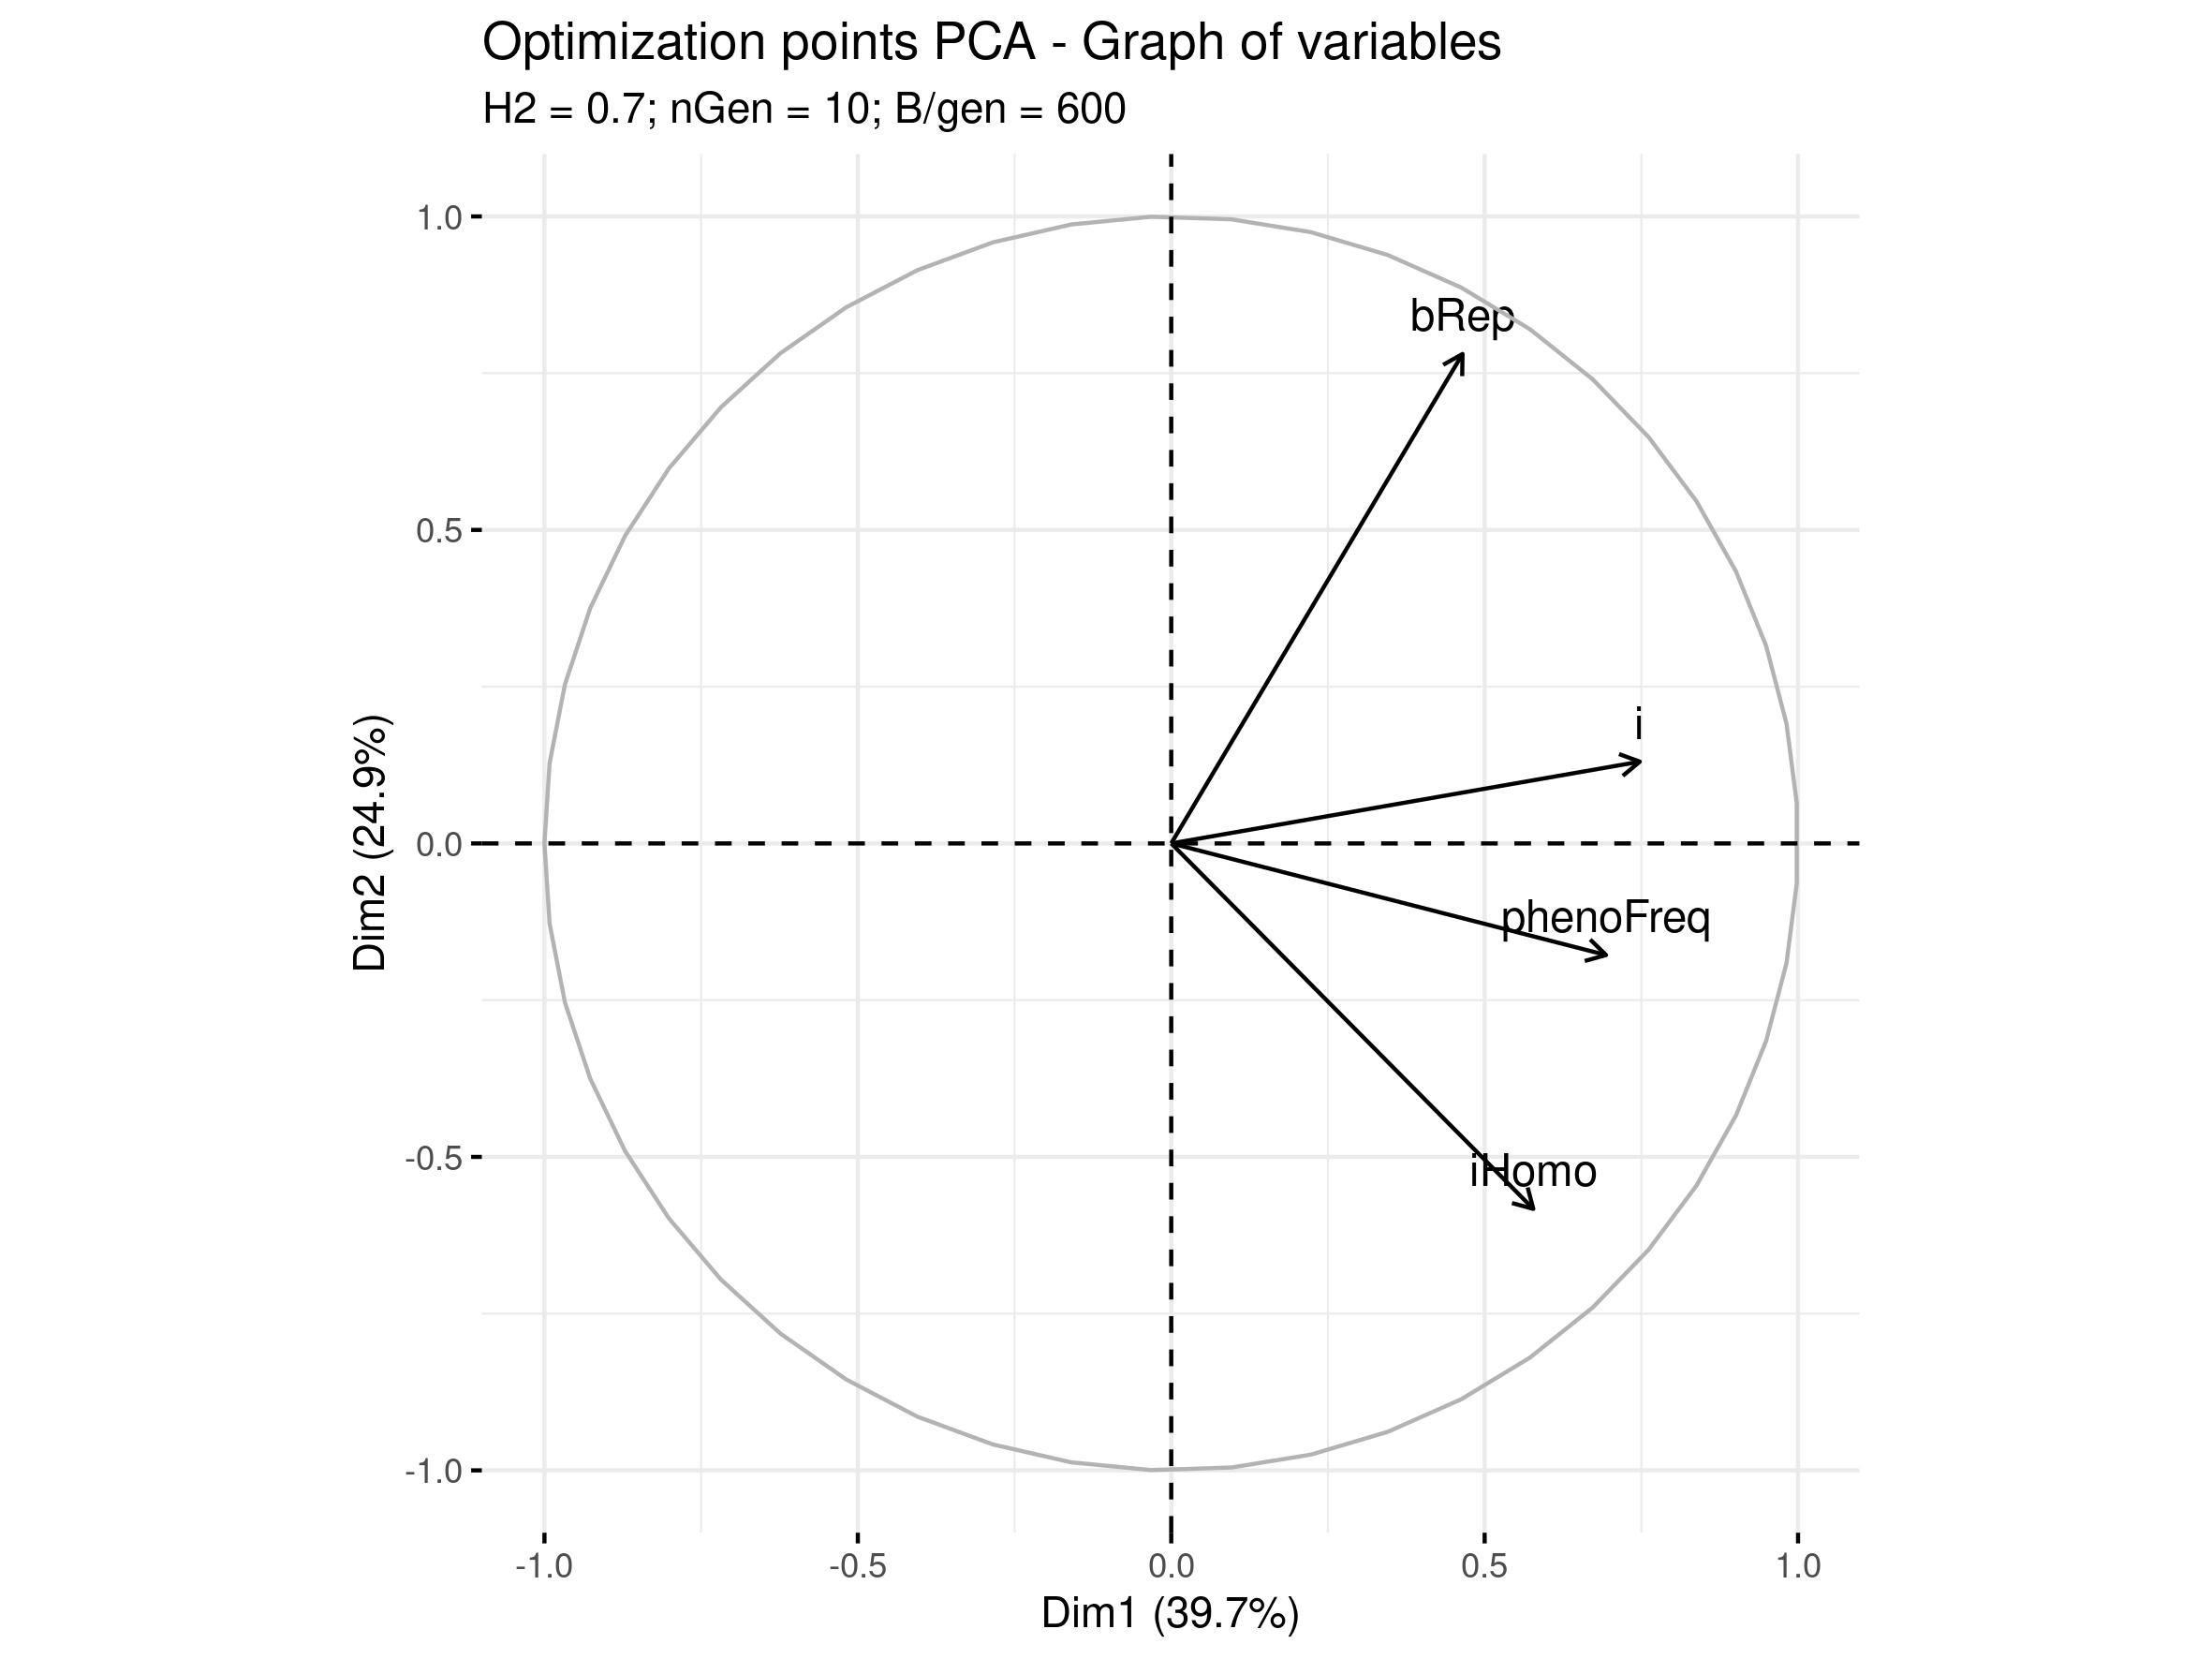 Optimization points PCA - Graph of variables
H2 = 0.7; nGen = 10; B/gen = 600
1.0
0.5
0.0
-0.5
-1.0
Dim2 (24.9%)
bRep
i
phenoFreq
iHomo
-1.0
-0.5
0.0
0.5
1.0
Dim1 (39.7%)